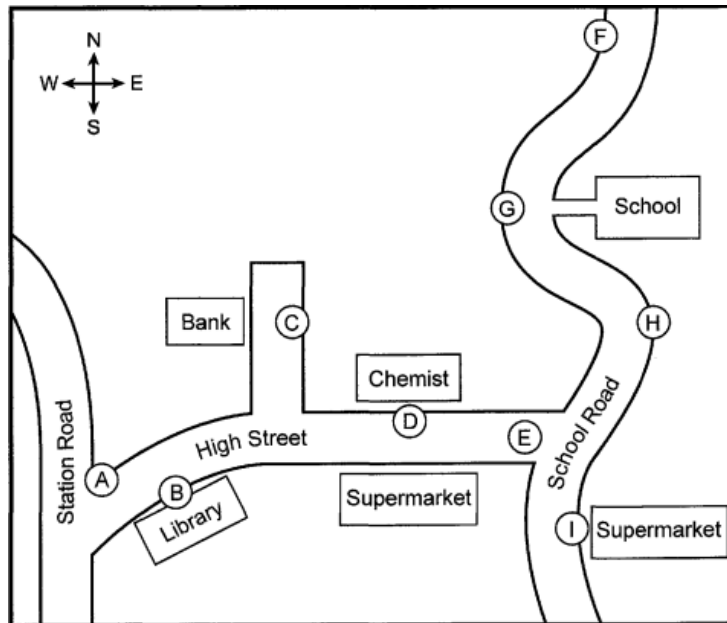 F
N
W E
S
G
School
Bank
C
H
Chemist
D
High Street
E
School Road
Station Road
A
B
Library
Supermarket
I
Supermarket